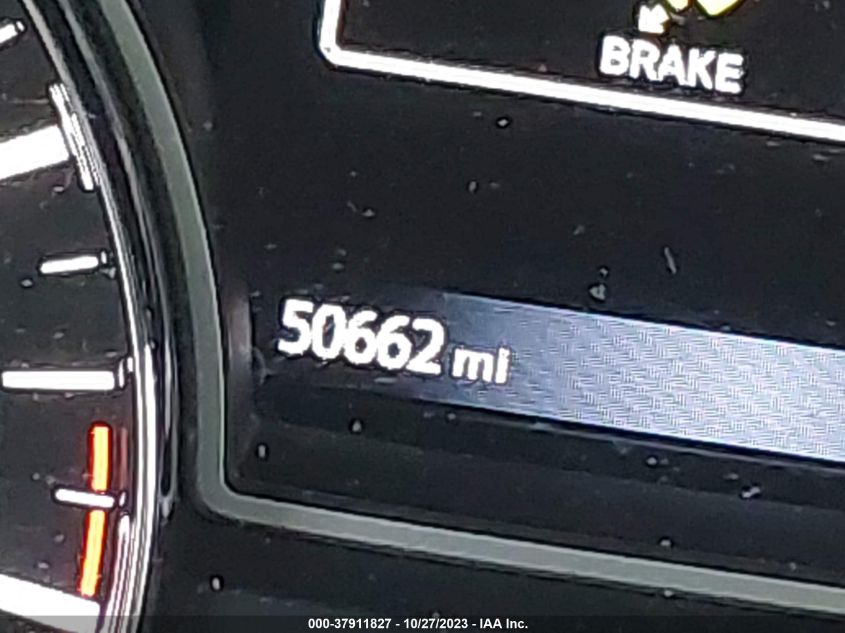 BRAKE
50662 mi
000-37911827 - 10/27/2023 - IAA Inc.